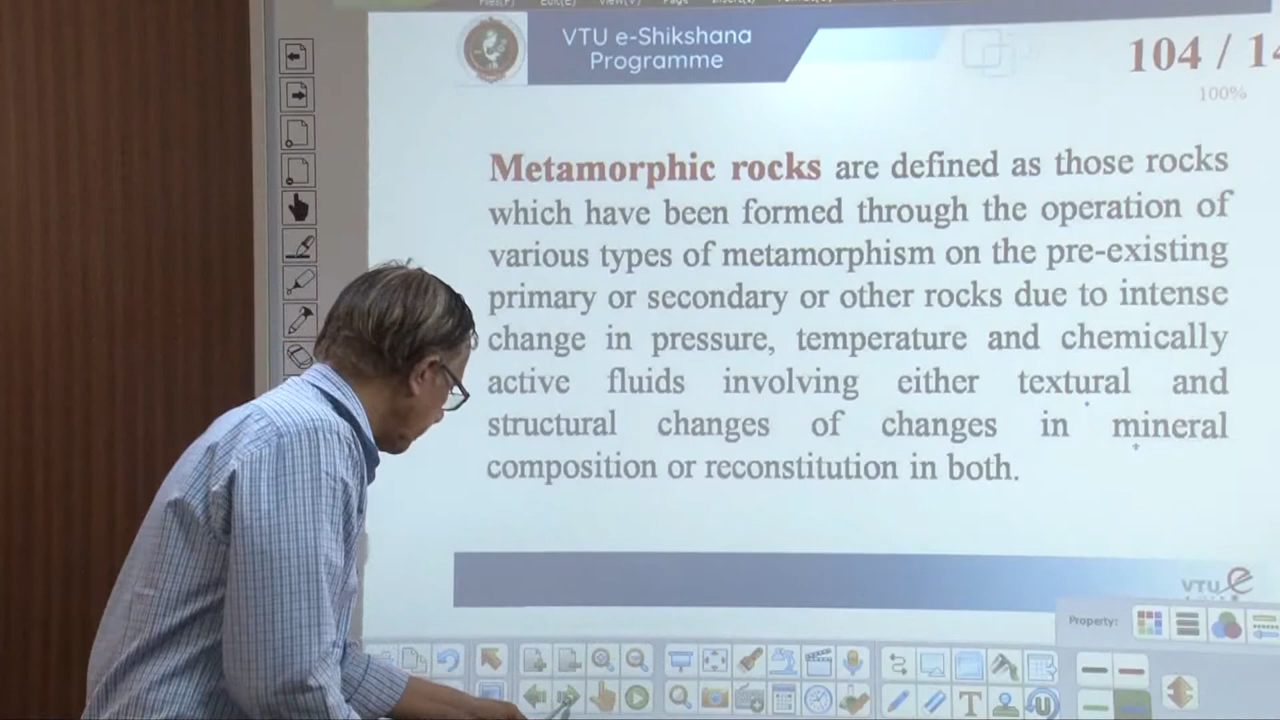 VTU e-Shikshana
Programme
104 / 14
100%
Metamorphic rocks are defined as those rocks
which have been formed through the operation of
various types of metamorphism on the pre-existing
primary or secondary or other rocks due to intense
change in pressure, temperature and chemically
active fluids involving either textural and
structural changes of changes in mineral
composition or reconstitution in both.
VTU e
Property: